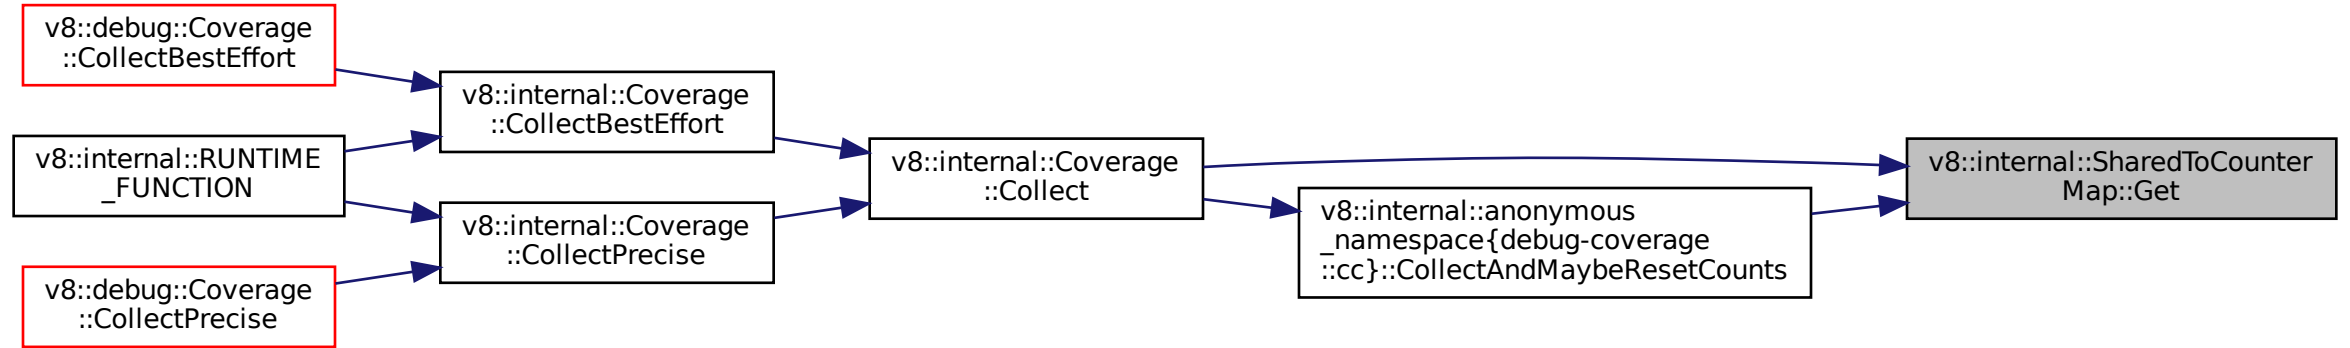 v8::debug::Coverage
::CollectBestEffort
v8::internal::RUNTIME
_FUNCTION
v8::debug::Coverage
::CollectPrecise
v8::internal::Coverage
::CollectBestEffort
v8::internal::Coverage
::CollectPrecise
v8::internal::Coverage
::Collect
v8::internal::anonymous
_namespace{debug-coverage
::cc}::CollectAndMaybeResetCounts
v8::internal::SharedToCounter
Map::Get